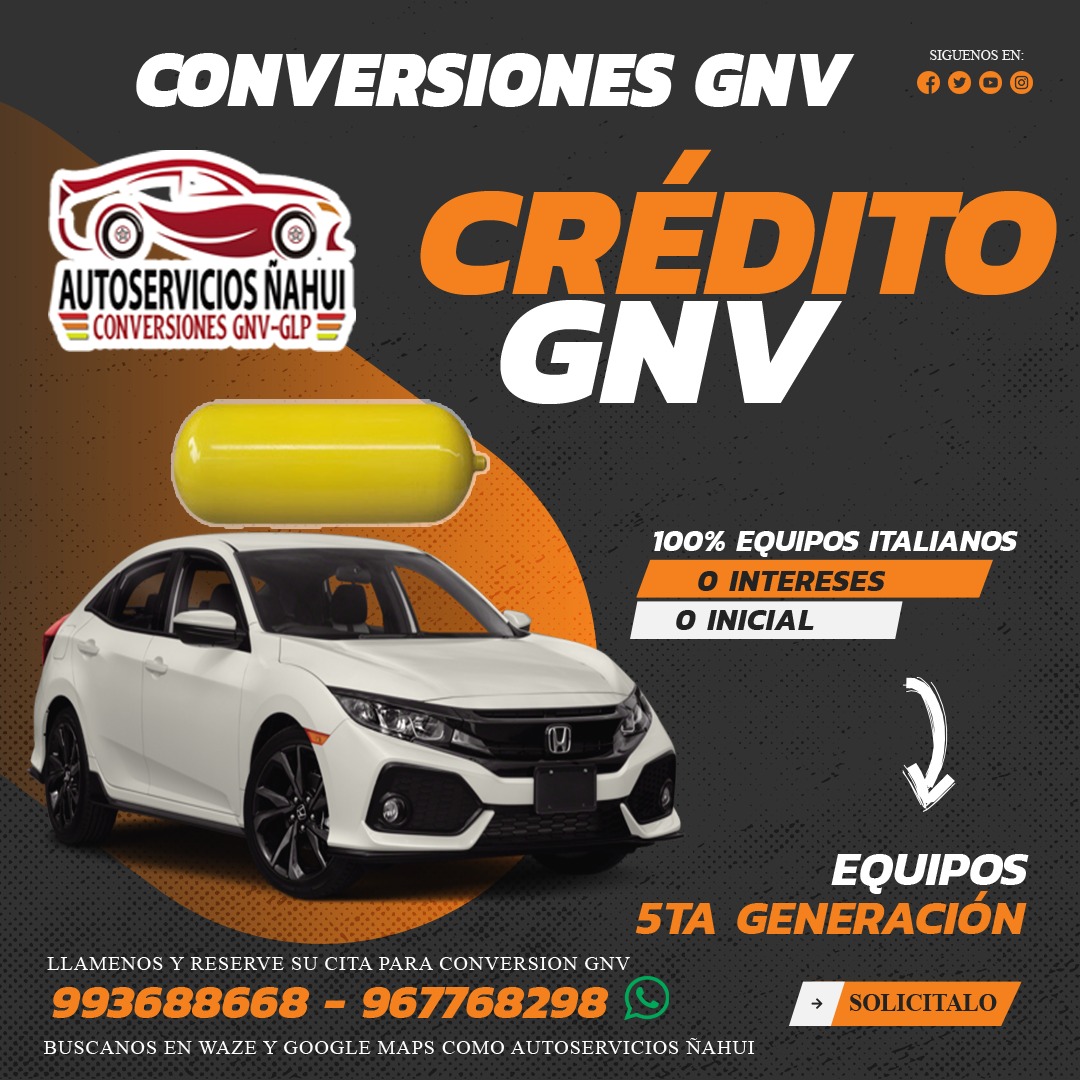 CONVERSIONES GNV
SIGUENOS EN:
AUTOSERVICIOS ÑAHUI
CONVERSIONES GNV-GLP
CRÉDITO
GNV
100% EQUIPOS ITALIANOS
0 INTERESES
0 INICIAL
EQUIPOS
5TA GENERACIÓN
LLAMENOS Y RESERVE SU CITA PARA CONVERSION GNV
993688668 - 967768298
SOLICITALO
BUSCANOS EN WAZE Y GOOGLE MAPS COMO AUTOSERVICIOS ÑAHUI